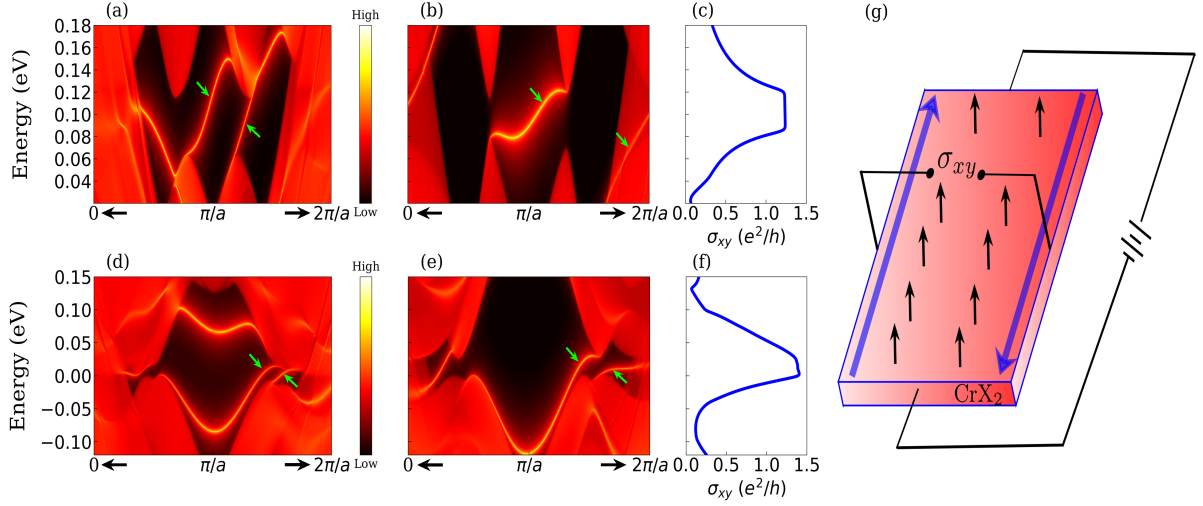 (a)
High
Energy (eV)
0.18
0.16
0.14
0.12
0.10
0.08
0.06
0.04
Low
0
π/a
2π/a
(b)
0
π/a
2π/a
(c)
0.0 0.5 1.0 1.5
σxy (e²/h)
(d)
High
Energy (eV)
0.15
0.10
0.05
0.00
−0.05
−0.10
Low
0
π/a
2π/a
(e)
0
π/a
2π/a
(f)
0.0 0.5 1.0 1.5
σxy (e²/h)
(g)
σxy
CrX₂